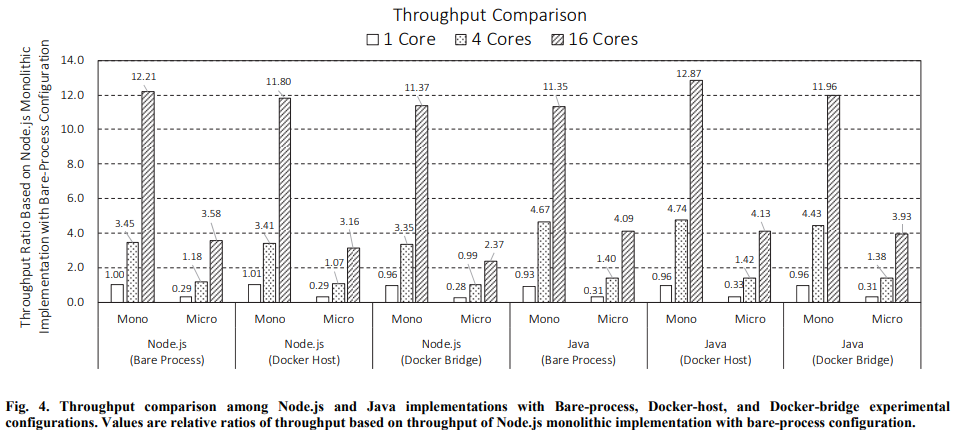 Throughput Comparison
1 Core 4 Cores 16 Cores
Throughput Ratio Based on Node.js Monolithic
Implementation with Bare-Process Configuration
14.0
12.0
10.0
8.0
6.0
4.0
2.0
0.0
1.00 3.45 12.21 0.29 1.18 3.58
1.01 3.41 11.80 0.29 1.07 3.16
0.96 3.35 11.37 0.28 0.99 2.37
0.93 4.67 11.35 0.31 1.40 4.09
0.96 4.74 12.87 0.33 1.42 4.13
0.96 4.43 11.96 0.31 1.38 3.93
Mono Micro Mono Micro Mono Micro Mono Micro Mono Micro Mono Micro
Node.js Node.js Node.js Java Java Java
(Bare Process) (Docker Host) (Docker Bridge) (Bare Process) (Docker Host) (Docker Bridge)
Fig. 4. Throughput comparison among Node.js and Java implementations with Bare-process, Docker-host, and Docker-bridge experimental
configurations. Values are relative ratios of throughput based on throughput of Node.js monolithic implementation with bare-process configuration.